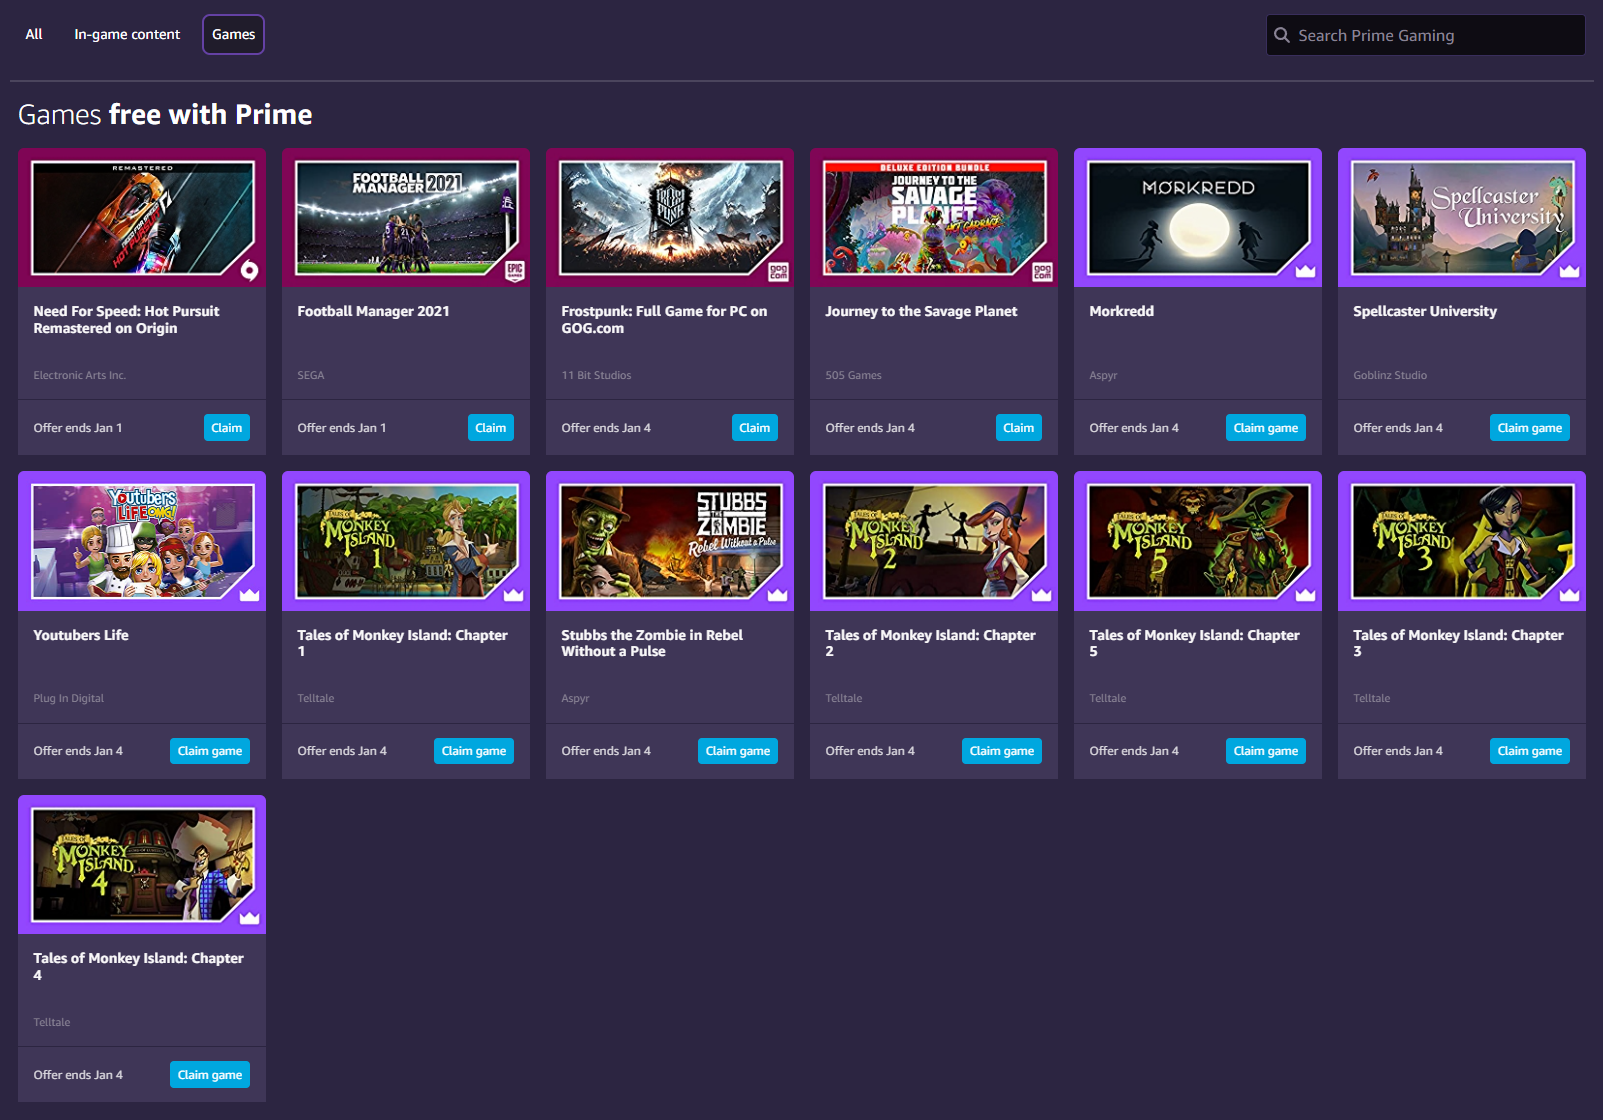 All
In-game content
Games
Search Prime Gaming
Games free with Prime
REMASTERED
NEED FOR SPEED
HOT PURSUIT
FOOTBALL
MANAGER 2021
EPIC
GAMES
FROST
PUNK
GOG
COM
DELUXE EDITION BUNDLE
JOURNEY TO THE
SAVAGE
PLANET
HOT GARBAGE
GOG
COM
MORKREDD
Spellcaster
University
Need For Speed: Hot Pursuit
Remastered on Origin
Electronic Arts Inc.
Offer ends Jan 1
Claim
Football Manager 2021
SEGA
Offer ends Jan 1
Claim
Frostpunk: Full Game for PC on
GOG.com
11 Bit Studios
Offer ends Jan 4
Claim
Journey to the Savage Planet
505 Games
Offer ends Jan 4
Claim
Morkredd
Aspyr
Offer ends Jan 4
Claim game
Spellcaster University
Goblinz Studio
Offer ends Jan 4
Claim game
Youtubers
LiFE OMG!
Youtubers Life
Plug In Digital
Offer ends Jan 4
Claim game
TALES OF
MONKEY
ISLAND
1
Tales of Monkey Island: Chapter
1
Telltale
Offer ends Jan 4
Claim game
STUBBS
THE
ZOMBIE
Rebel Without a Pulse
Stubbs the Zombie in Rebel
Without a Pulse
Aspyr
Offer ends Jan 4
Claim game
TALES OF
MONKEY
ISLAND
2
Tales of Monkey Island: Chapter
2
Telltale
Offer ends Jan 4
Claim game
TALES OF
MONKEY
ISLAND
5
Tales of Monkey Island: Chapter
5
Telltale
Offer ends Jan 4
Claim game
TALES OF
MONKEY
ISLAND
3
Tales of Monkey Island: Chapter
3
Telltale
Offer ends Jan 4
Claim game
TALES OF
MONKEY
ISLAND
4
Tales of Monkey Island: Chapter
4
Telltale
Offer ends Jan 4
Claim game